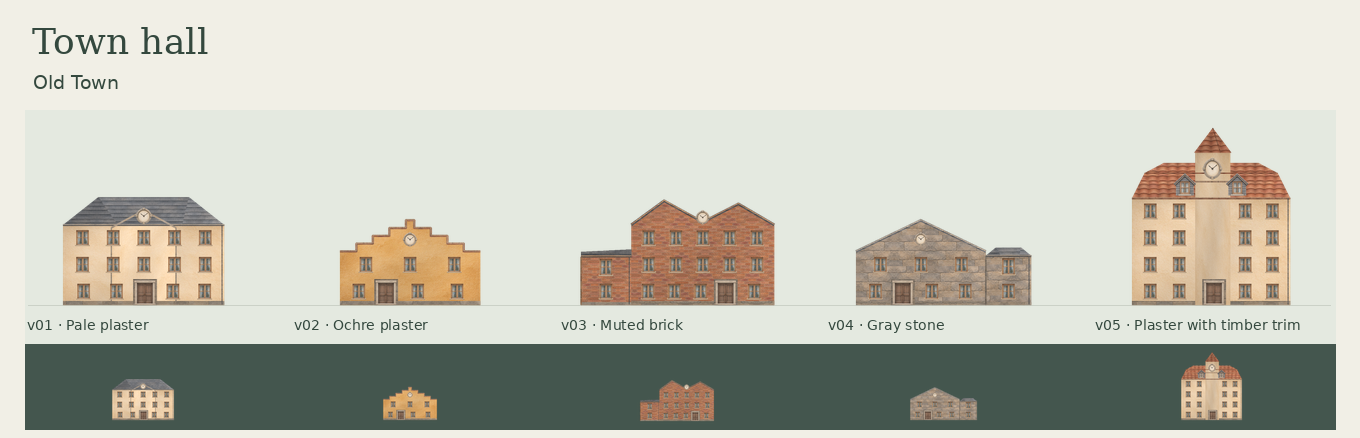 Town hall
Old Town
v01 · Pale plaster
v02 · Ochre plaster
v03 · Muted brick
v04 · Gray stone
v05 · Plaster with timber trim